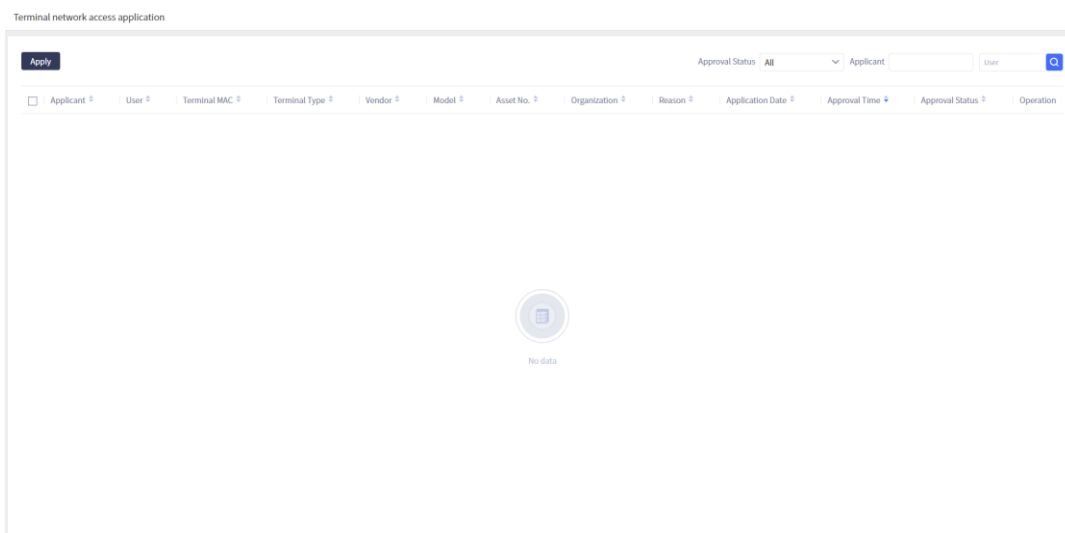 Terminal network access application
Apply
Approval Status All Applicant User
Applicant User Terminal MAC Terminal Type Vendor Model Asset No. Organization Reason Application Date Approval Time Approval Status Operation
No data